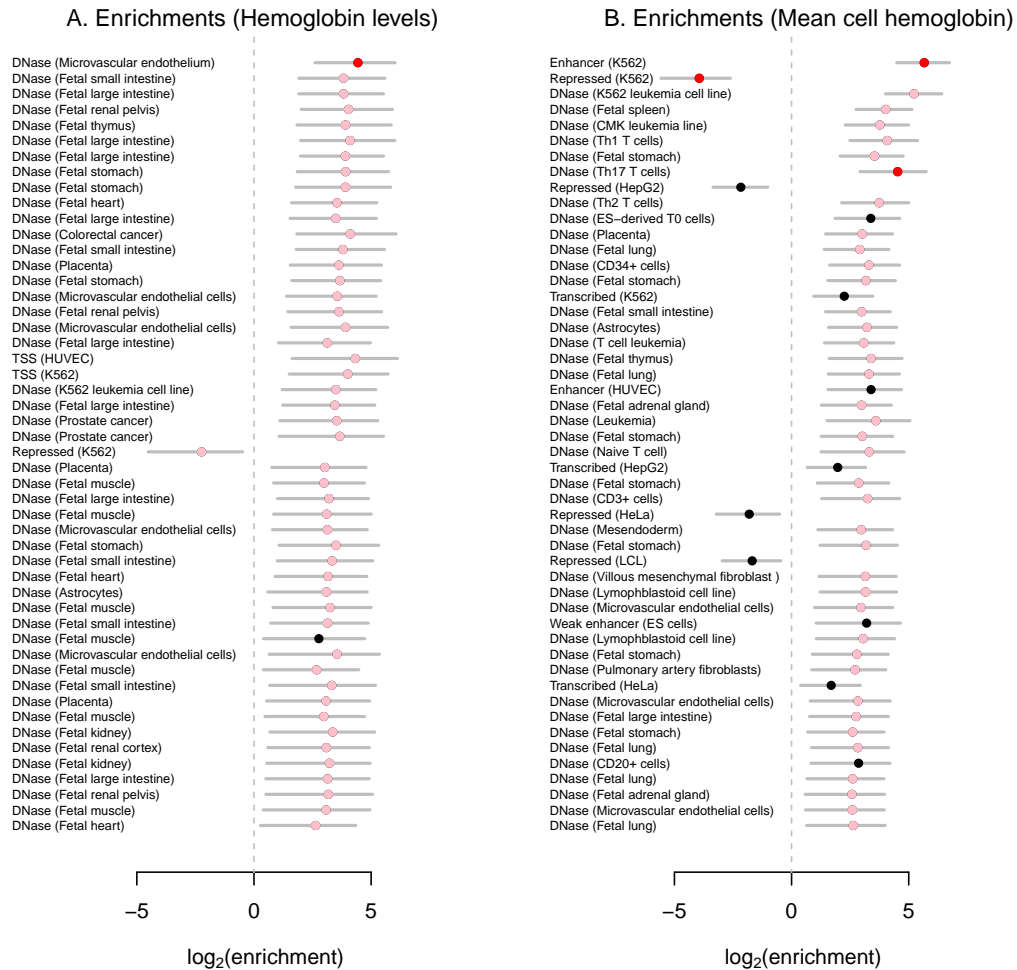 A. Enrichments (Hemoglobin levels)
DNase (Microvascular endothelium)
DNase (Fetal small intestine)
DNase (Fetal large intestine)
DNase (Fetal renal pelvis)
DNase (Fetal thymus)
DNase (Fetal large intestine)
DNase (Fetal large intestine)
DNase (Fetal stomach)
DNase (Fetal stomach)
DNase (Fetal heart)
DNase (Fetal large intestine)
DNase (Colorectal cancer)
DNase (Fetal small intestine)
DNase (Placenta)
DNase (Fetal stomach)
DNase (Microvascular endothelial cells)
DNase (Fetal renal pelvis)
DNase (Microvascular endothelial cells)
DNase (Fetal large intestine)
TSS (HUVEC)
TSS (K562)
DNase (K562 leukemia cell line)
DNase (Fetal large intestine)
DNase (Prostate cancer)
DNase (Prostate cancer)
Repressed (K562)
DNase (Placenta)
DNase (Fetal muscle)
DNase (Fetal large intestine)
DNase (Fetal muscle)
DNase (Microvascular endothelial cells)
DNase (Fetal stomach)
DNase (Fetal small intestine)
DNase (Fetal heart)
DNase (Astrocytes)
DNase (Fetal muscle)
DNase (Fetal small intestine)
DNase (Fetal muscle)
DNase (Microvascular endothelial cells)
DNase (Fetal muscle)
DNase (Fetal small intestine)
DNase (Placenta)
DNase (Fetal muscle)
DNase (Fetal kidney)
DNase (Fetal renal cortex)
DNase (Fetal kidney)
DNase (Fetal large intestine)
DNase (Fetal renal pelvis)
DNase (Fetal muscle)
DNase (Fetal heart)
−5 0 5
log₂(enrichment)
B. Enrichments (Mean cell hemoglobin)
Enhancer (K562)
Repressed (K562)
DNase (K562 leukemia cell line)
DNase (Fetal spleen)
DNase (CMK leukemia line)
DNase (Th1 T cells)
DNase (Fetal stomach)
DNase (Th17 T cells)
Repressed (HepG2)
DNase (Th2 T cells)
DNase (ES−derived T0 cells)
DNase (Placenta)
DNase (Fetal lung)
DNase (CD34+ cells)
DNase (Fetal stomach)
Transcribed (K562)
DNase (Fetal small intestine)
DNase (Astrocytes)
DNase (T cell leukemia)
DNase (Fetal thymus)
DNase (Fetal lung)
Enhancer (HUVEC)
DNase (Fetal adrenal gland)
DNase (Leukemia)
DNase (Fetal stomach)
DNase (Naive T cell)
Transcribed (HepG2)
DNase (Fetal stomach)
DNase (CD3+ cells)
Repressed (HeLa)
DNase (Mesendoderm)
DNase (Fetal stomach)
Repressed (LCL)
DNase (Villous mesenchymal fibroblast )
DNase (Lymphoblastoid cell line)
DNase (Microvascular endothelial cells)
Weak enhancer (ES cells)
DNase (Lymphoblastoid cell line)
DNase (Fetal stomach)
DNase (Pulmonary artery fibroblasts)
Transcribed (HeLa)
DNase (Microvascular endothelial cells)
DNase (Fetal large intestine)
DNase (Fetal stomach)
DNase (Fetal lung)
DNase (CD20+ cells)
DNase (Fetal lung)
DNase (Fetal adrenal gland)
DNase (Microvascular endothelial cells)
DNase (Fetal lung)
−5 0 5
log₂(enrichment)